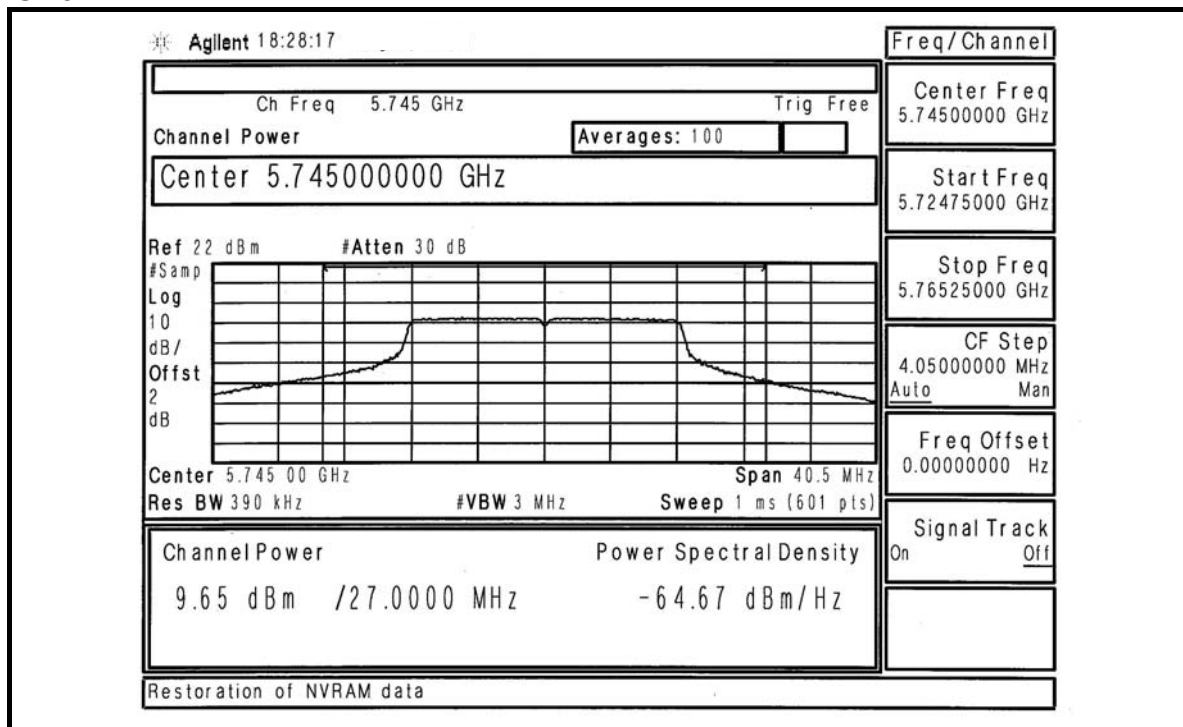 Agilent 18:28:17
Freq/Channel
Ch Freq 5.745 GHz Trig Free
Channel Power Averages: 100
Center 5.745000000 GHz
Ref 22 dBm #Atten 30 dB
#Samp
Log
10
dB/
Offst
2
dB
Center 5.745 00 GHz Span 40.5 MHz
Res BW 390 kHz #VBW 3 MHz Sweep 1 ms (601 pts)
Channel Power Power Spectral Density
9.65 dBm /27.0000 MHz -64.67 dBm/Hz
Restoration of NVRAM data
Center Freq
5.74500000 GHz
Start Freq
5.72475000 GHz
Stop Freq
5.76525000 GHz
CF Step
4.05000000 MHz
Auto Man
Freq Offset
0.00000000 Hz
Signal Track
On Off